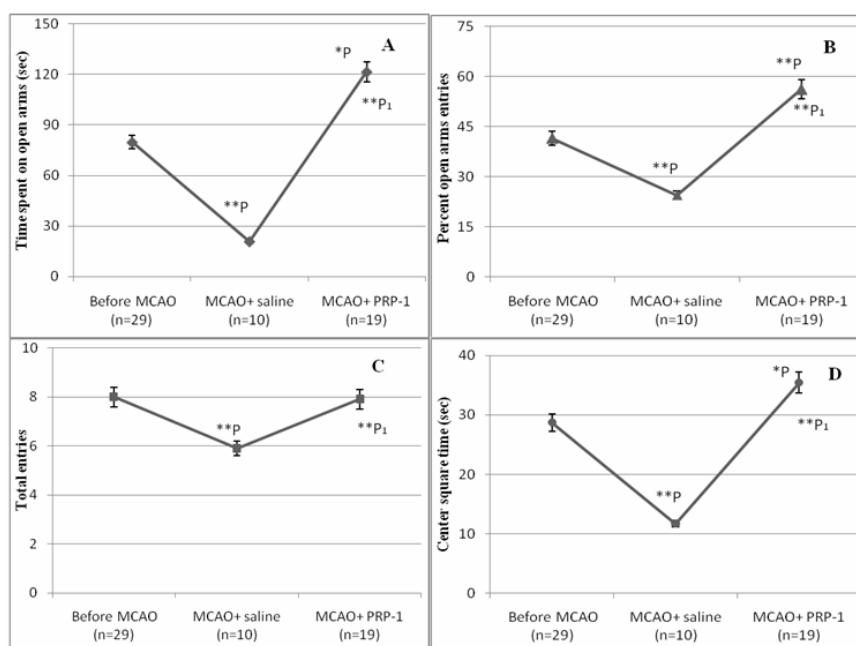 A
Time spent on open arms (sec)
150
120
90
60
30
0
*P
**P₁
**P
Before MCAO
(n=29)
MCAO+ saline
(n=10)
MCAO+ PRP-1
(n=19)
B
Percent open arms entries
75
60
45
30
15
0
**P
**P₁
**P
Before MCAO
(n=29)
MCAO+ saline
(n=10)
MCAO+ PRP-1
(n=19)
C
Total entries
10
8
6
4
2
0
**P
**P₁
Before MCAO
(n=29)
MCAO+ saline
(n=10)
MCAO+ PRP-1
(n=19)
D
Center square time (sec)
40
30
20
10
0
*P
**P₁
**P
Before MCAO
(n=29)
MCAO+ saline
(n=10)
MCAO+ PRP-1
(n=19)